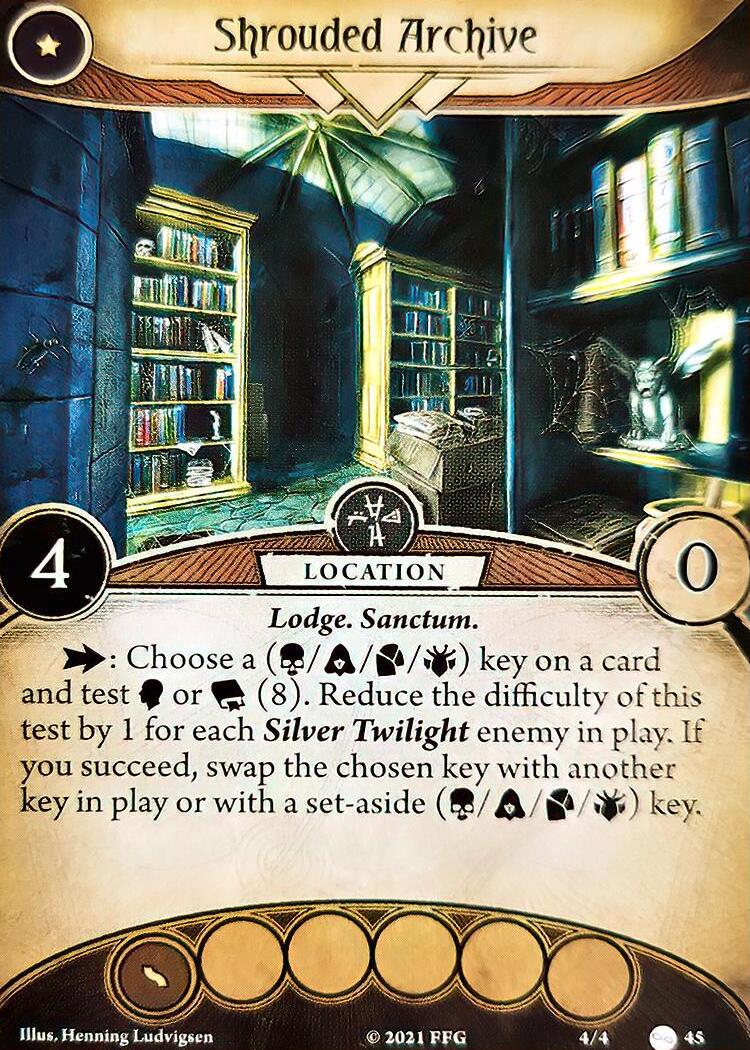 Shrouded Archive
4
LOCATION
0
Lodge. Sanctum.
: Choose a ( / / / ) key on a card
and test or (8). Reduce the difficulty of this
test by 1 for each Silver Twilight enemy in play. If
you succeed, swap the chosen key with another
key in play or with a set-aside ( / / / ) key.
Illus. Henning Ludvigsen © 2021 FFG 4/4 45